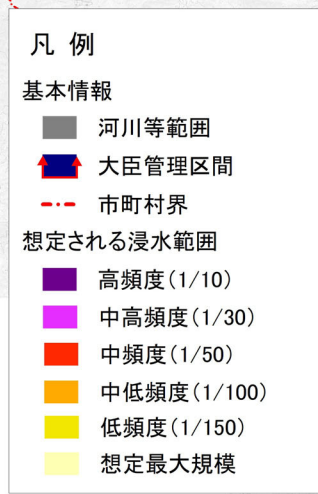 凡 例
基本情報
河川等範囲
大臣管理区間
市町村界
想定される浸水範囲
高頻度(1/10)
中高頻度(1/30)
中頻度(1/50)
中低頻度(1/100)
低頻度(1/150)
想定最大規模